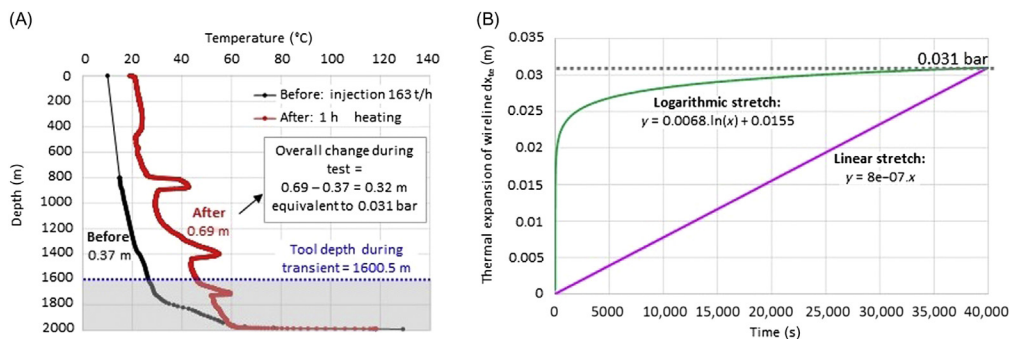 (A)
Temperature (°C)
0 20 40 60 80 100 120 140
Depth (m)
0
200
400
600
800
1000
1200
1400
1600
1800
2000
Before: injection 163 t/h
After: 1 h heating
Overall change during
test =
0.69 – 0.37 = 0.32 m
equivalent to 0.031 bar
After
0.69 m
Before
0.37 m
Tool depth during
transient = 1600.5 m
(B)
Thermal expansion of wireline dx_te (m)
0.035
0.03
0.025
0.02
0.015
0.01
0.005
0
0.031 bar
Logarithmic stretch:
y = 0.0068.ln(x) + 0.0155
Linear stretch:
y = 8e–07.x
0 5000 10,000 15,000 20,000 25,000 30,000 35,000 40,000
Time (s)